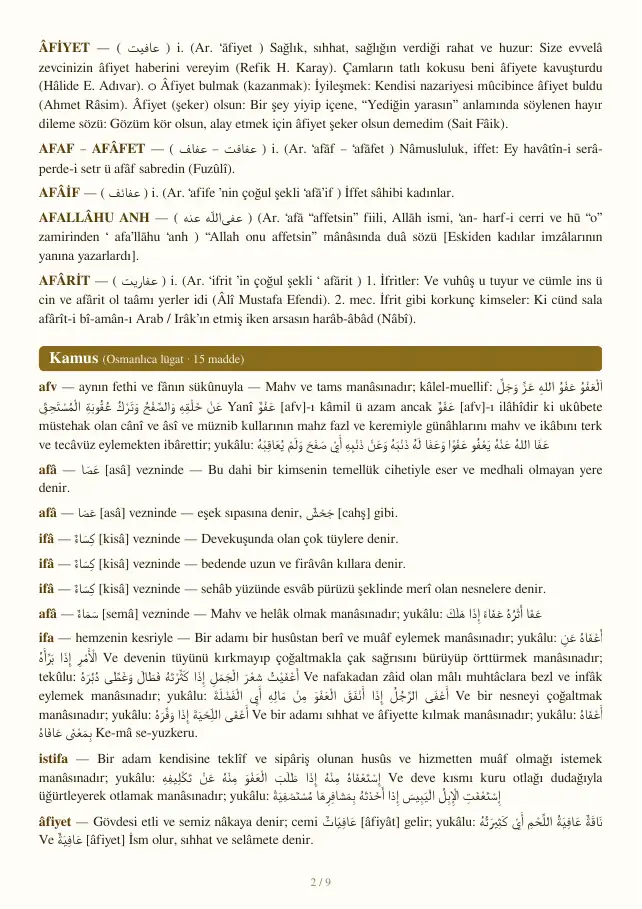 ÂFİYET — ( عافيت ) i. (Ar. ‘āfiyet ) Sağlık, sıhhat, sağlığın verdiği rahat ve huzur: Size evvelâ
zevcinizin âfiyet haberini vereyim (Refik H. Karay). Çamların tatlı kokusu beni âfiyete kavuşturdu
(Hâlide E. Adıvar). ѻ Âfiyet bulmak (kazanmak): İyileşmek: Kendisi nazariyesi mûcibince âfiyet buldu
(Ahmet Râsim). Âfiyet (şeker) olsun: Bir şey yiyip içene, “Yediğin yarasın” anlamında söylenen hayır
dileme sözü: Gözüm kör olsun, alay etmek için âfiyet şeker olsun demedim (Sait Fâik).
AFAF – AFÂFET — ( عفافت – عفاف ) i. (Ar. ‘afāf – ‘afāfet ) Nâmusluluk, iffet: Ey havâtîn-i serâ-
perde-i setr ü afâf sabredin (Fuzûlî).
AFÂİF — ( عفائف ) i. (Ar. ‘afіfe ’nin çoğul şekli ‘afā’if ) İffet sâhibi kadınlar.
AFALLÂHU ANH — ( عفى‌اللّه عنه ) (Ar. ‘afā “affetsin” fiili, Allāh ismi, ‘an- harf-i cerri ve hū “o”
zamirinden ‘ afa’llāhu ‘anh ) “Allah onu affetsin” mânâsında duâ sözü [Eskiden kadılar imzâlarının
yanına yazarlardı].
AFÂRİT — ( عفاريت ) i. (Ar. ‘ifrіt ’in çoğul şekli ‘ afārіt ) 1. İfritler: Ve vuhûş u tuyur ve cümle ins ü
cin ve afârit ol taâmı yerler idi (Âlî Mustafa Efendi). 2. mec. İfrit gibi korkunç kimseler: Ki cünd sala
afârît-i bî-amân-ı Arab / Irâk’ın etmiş iken arsasın harâb-âbâd (Nâbî).
Kamus (Osmanlıca lügat · 15 madde)
afv — aynın fethi ve fânın sükûnuyla — Mahv ve tams manâsınadır; kâlel-muellif: اَلْعَفْوُ عَفْوُ اللهِ عَزَّ وَجَلَّ
عَنْ خَلْقِهِ وَالصَّفْحُ وَتَرْكُ عُقُوبَةِ الْمُسْتَحِقِّ Yanî عَفْوٌ [afv]-ı kâmil ü azam ancak عَفْوٌ [afv]-ı ilâhîdir ki ukûbete
müstehak olan cânî ve âsî ve müznib kullarının mahz fazl ve keremiyle günâhlarını mahv ve ikâbını terk
ve tecâvüz eylemekten ibârettir; yukâlu: عَفَا اللهُ عَنْهُ يَعْفُو عَفْوًا وَعَفَا لَهُ ذَنْبَهُ وَعَنْ ذَنْبِهِ أَيْ صَفَحَ وَلَمْ يُعَاقِبْهُ
afâ — عَصَا [asâ] vezninde — Bu dahi bir kimsenin temellük cihetiyle eser ve medhali olmayan yere
denir.
afâ — عَصَا [asâ] vezninde — eşek sıpasına denir, جَحْشٌ [cahş] gibi.
ifâ — كِسَاءٌ [kisâ] vezninde — Devekuşunda olan çok tüylere denir.
ifâ — كِسَاءٌ [kisâ] vezninde — bedende uzun ve firâvân kıllara denir.
ifâ — كِسَاءٌ [kisâ] vezninde — sehâb yüzünde esvâb pürüzü şeklinde merî olan nesnelere denir.
afâ — سَمَاءٌ [semâ] vezninde — Mahv ve helâk olmak manâsınadır; yukâlu: عَفَا أَثَرُهُ عَفَاءً إِذَا هَلَكَ
ifa — hemzenin kesriyle — Bir adamı bir husûstan berî ve muâf eylemek manâsınadır; yukâlu: أَعْفَاهُ عَنِ
الْأَمْرِ إِذَا بَرَّأَهُ Ve devenin tüyünü kırkmayıp çoğaltmakla çak sağrısını bürüyüp örttürmek manâsınadır;
tekûlu: أَعْفَيْتُ شَعْرَ الْجَمَلِ إِذَا كَثَّرْتَهُ فَطَالَ وَغَطَّى دُبُرَهُ Ve nafakadan zâid olan mâlı muhtâclara bezl ve infâk
eylemek manâsınadır; yukâlu: أَعْفَى الرَّجُلُ إِذَا أَنْفَقَ الْعَفْوَ مِنْ مَالِهِ أَيِ الْفَضْلَةَ Ve bir nesneyi çoğaltmak
manâsınadır; yukâlu: أَعْفَى اللِّحْيَةَ إِذَا وَفَّرَهُ Ve bir adamı sıhhat ve âfiyette kılmak manâsınadır; yukâlu: أَعْفَاهُ
بِمَعْنَى عَافَاهُ Ke-mâ se-yuzkeru.
istifa — Bir adam kendisine teklîf ve sipâriş olunan husûs ve hizmetten muâf olmağı istemek
manâsınadır; yukâlu: إِسْتَعْفَاهُ مِنْهُ إِذَا طَلَبَ الْعَفْوَ مِنْهُ عَنْ تَكْلِيفِهِ Ve deve kısmı kuru otlağı dudağıyla
üğürtleyerek otlamak manâsınadır; yukâlu: إِسْتَعْفَتِ الْإِبِلُ الْيَبِيسَ إِذَا أَخَذَتْهُ بِمَشَافِرِهَا مُسْتَصْفِيَةً
âfiyet — Gövdesi etli ve semiz nâkaya denir; cemi عَافِيَاتٌ [âfiyât] gelir; yukâlu: نَاقَةٌ عَافِيَةُ اللَّحْمِ أَيْ كَثِيرَتُهُ
Ve عَافِيَةٌ [âfiyet] İsm olur, sıhhat ve selâmete denir.
2 / 9